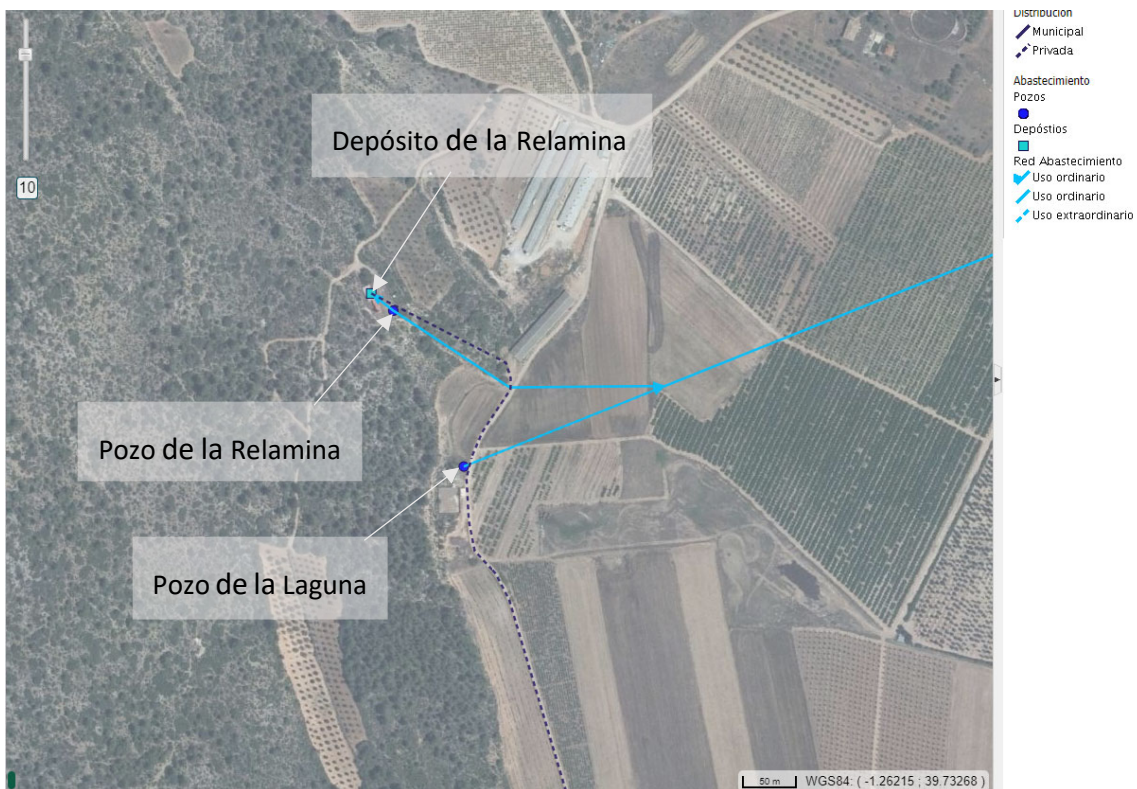 Distribución
Municipal
Privada
Abastecimiento
Pozos
Depóstios
Red Abastecimiento
Uso ordinario
Uso ordinario
Uso extraordinario
10
Depósito de la Relamina
Pozo de la Relamina
Pozo de la Laguna
50 m WGS84: ( -1.26215 ; 39.73268 )